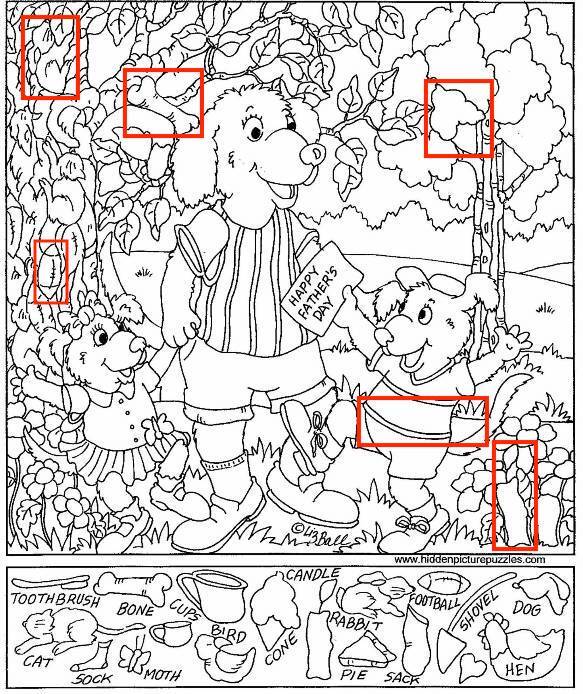 HAPPY
FATHER'S
DAY
©Liz Ball
www.hiddenpicturepuzzles.com
TOOTHBRUSH
BONE
CUPS
BIRD
CANDLE
CONE
RABBIT
FOOTBALL
SHOVEL
DOG
CAT
SOCK
MOTH
PIE
SACK
HEN